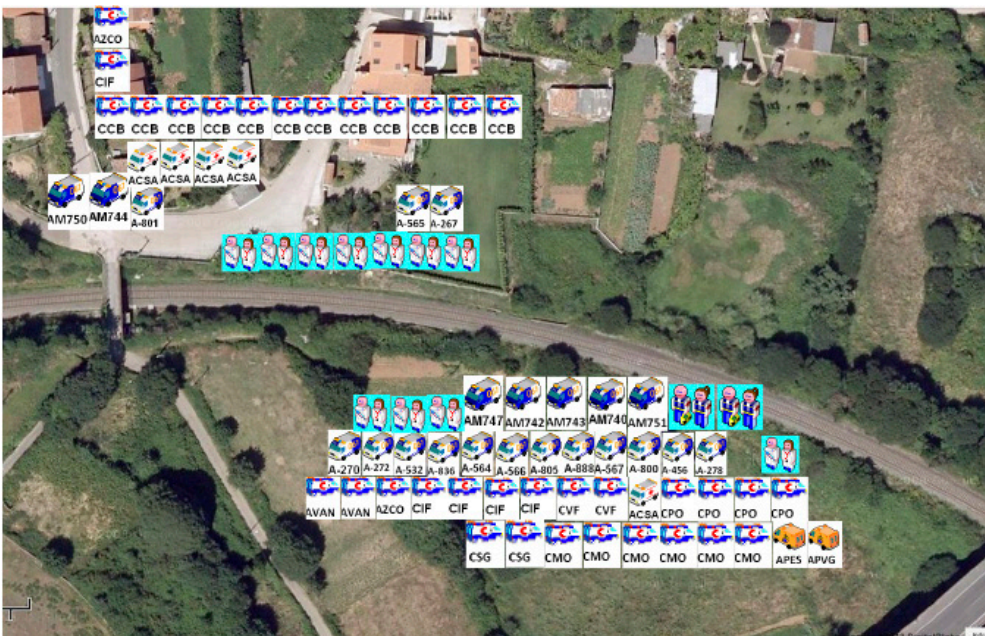 AZCO
CIF
CCB CCB CCB CCB CCB CCB CCB CCB CCB CCB CCB CCB
ACSA ACSA ACSA ACSA
AM750 AM744 A-801
A-565 A-267
AM747 AM742 AM743 AM740 AM751
A-270 A-272 A-532 A-836 A-564 A-566 A-805 A-888 A-567 A-800 A-456 A-278
AVAN AVAN AZCO CIF CIF CIF CIF CVF CVF ACSA CPO CPO CPO CPO
CSG CSG CMO CMO CMO CMO CMO CMO APES APVG